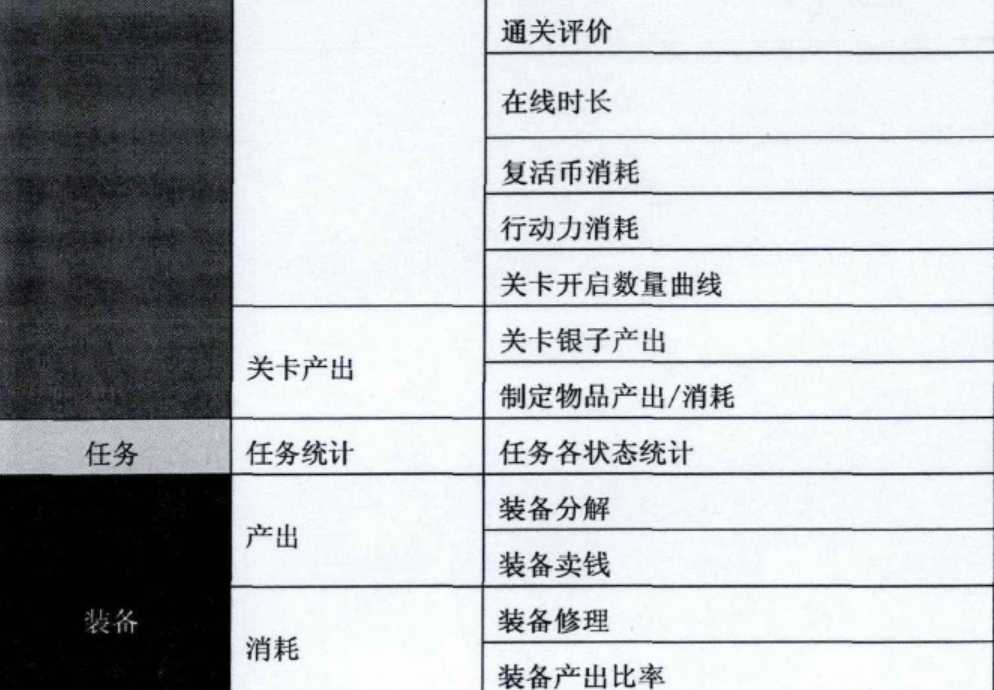 通关评价
在线时长
复活币消耗
行动力消耗
关卡开启数量曲线
关卡产出
关卡银子产出
制定物品产出/消耗
任务
任务统计
任务各状态统计
装备
产出
装备分解
装备卖钱
消耗
装备修理
装备产出比率